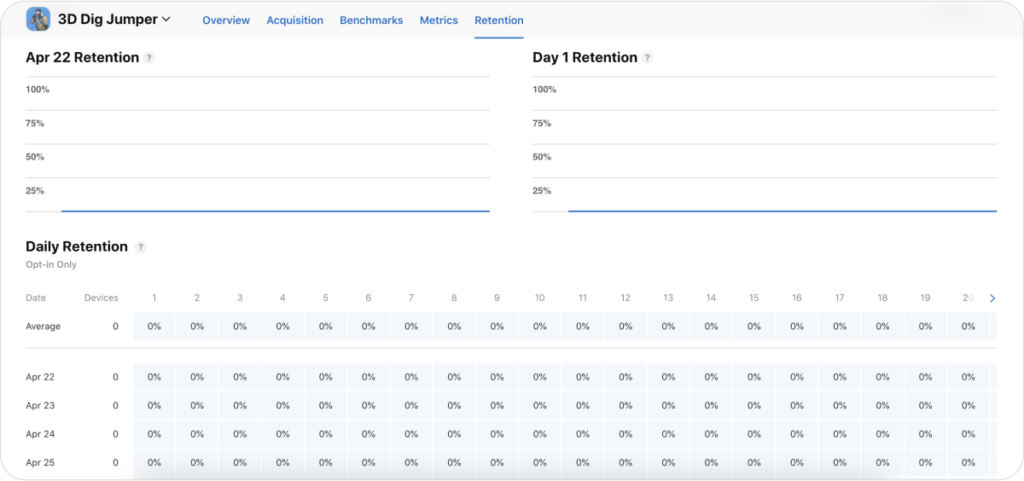 3D Dig Jumper Overview Acquisition Benchmarks Metrics Retention
Apr 22 Retention ? Day 1 Retention ?
100% 100%
75% 75%
50% 50%
25% 25%
Daily Retention ?
Opt-in Only
Date Devices 1 2 3 4 5 6 7 8 9 10 11 12 13 14 15 16 17 18 19 20
Average 0 0% 0% 0% 0% 0% 0% 0% 0% 0% 0% 0% 0% 0% 0% 0% 0% 0% 0% 0% 0%
Apr 22 0 0% 0% 0% 0% 0% 0% 0% 0% 0% 0% 0% 0% 0% 0% 0% 0% 0% 0% 0% 0%
Apr 23 0 0% 0% 0% 0% 0% 0% 0% 0% 0% 0% 0% 0% 0% 0% 0% 0% 0% 0% 0% 0%
Apr 24 0 0% 0% 0% 0% 0% 0% 0% 0% 0% 0% 0% 0% 0% 0% 0% 0% 0% 0% 0% 0%
Apr 25 0 0% 0% 0% 0% 0% 0% 0% 0% 0% 0% 0% 0% 0% 0% 0% 0% 0% 0% 0% 0%